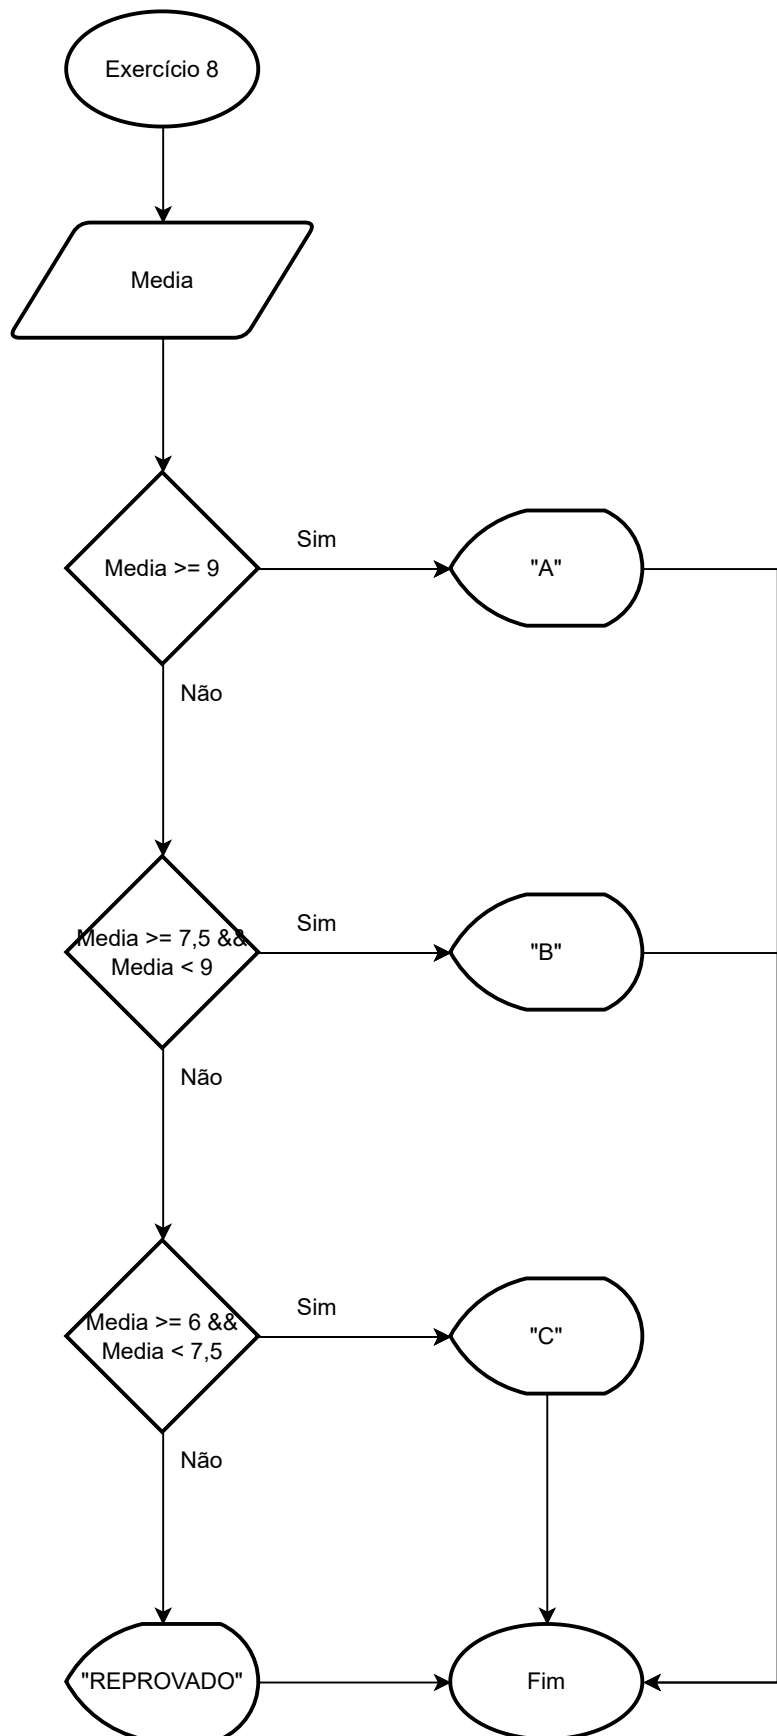 Exercício 8
Media
Media >= 9
Sim
"A"
Não
Media >= 7,5 &&
Media < 9
Sim
"B"
Não
Media >= 6 &&
Media < 7,5
Sim
"C"
Não
"REPROVADO"
Fim